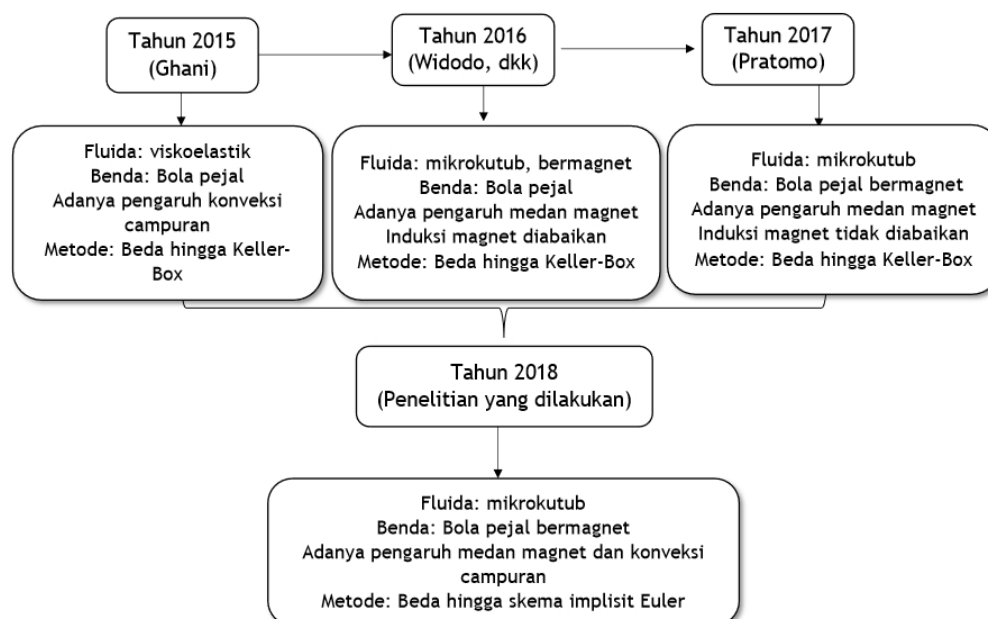 Tahun 2015
(Ghani)
Tahun 2016
(Widodo, dkk)
Tahun 2017
(Pratomo)
Fluida: viskoelastik
Benda: Bola pejal
Adanya pengaruh konveksi
campuran
Metode: Beda hingga Keller-
Box
Fluida: mikrokutub, bermagnet
Benda: Bola pejal
Adanya pengaruh medan magnet
Induksi magnet diabaikan
Metode: Beda hingga Keller-Box
Fluida: mikrokutub
Benda: Bola pejal bermagnet
Adanya pengaruh medan magnet
Induksi magnet tidak diabaikan
Metode: Beda hingga Keller-Box
Tahun 2018
(Penelitian yang dilakukan)
Fluida: mikrokutub
Benda: Bola pejal bermagnet
Adanya pengaruh medan magnet dan konveksi
campuran
Metode: Beda hingga skema implisit Euler